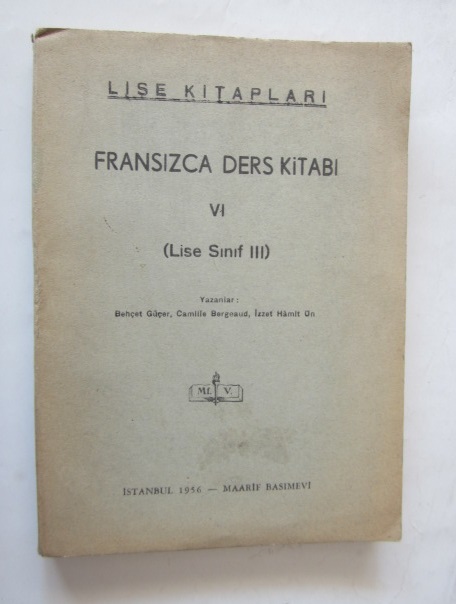 LİSE KİTAPLARI
FRANSIZCA DERS KİTABI
VI
(Lise Sınıf III)
Yazanlar :
Behçet Güçer, Camille Bergeaud, İzzet Hâmit Ün
Mf. V.
İSTANBUL 1956 — MAARİF BASIMEVİ